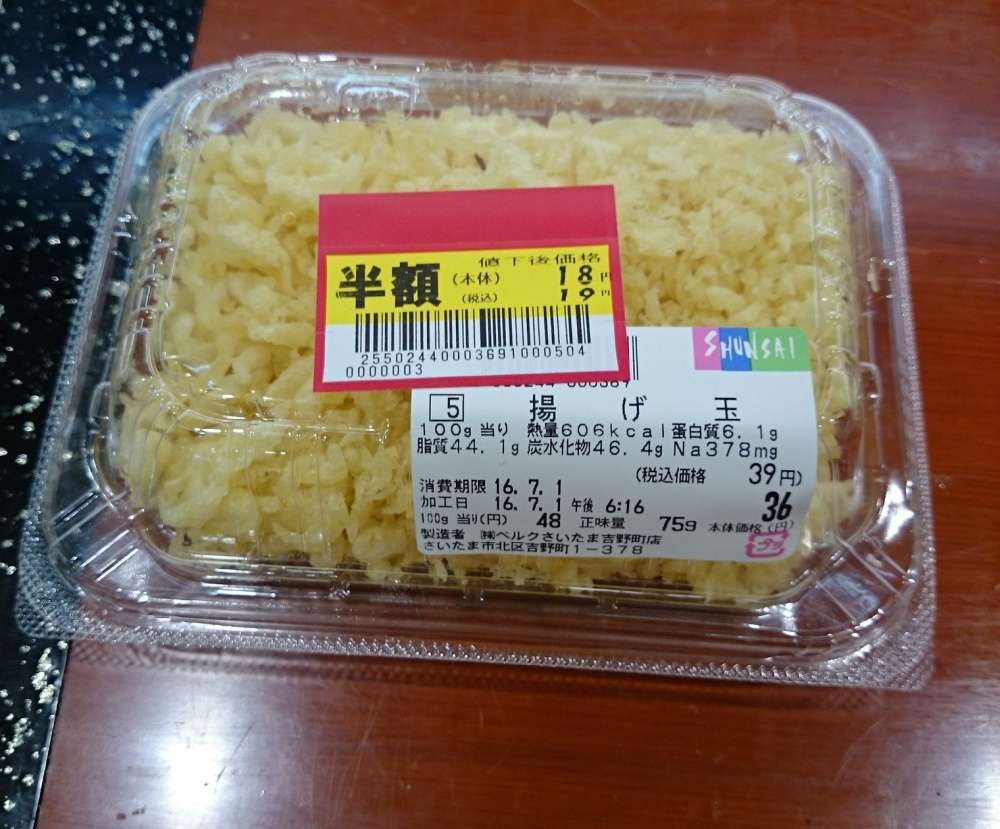 値下後価格
半額 (本体) 18円
(税込) 19円
25502440003691000504
0000003
SHUNSAI
5 揚げ玉
100g当り 熱量606kcal蛋白質6.1g
脂質44.1g炭水化物46.4gNa378mg
(税込価格 39円)
消費期限 16.7.1
加工日 16.7.1 午後 6:16
36
100g当り(円) 48 正味量 75g 本体価格(円)
製造者 ㈱ベルクさいたま吉野町店
さいたま市北区吉野町1-378
プラ